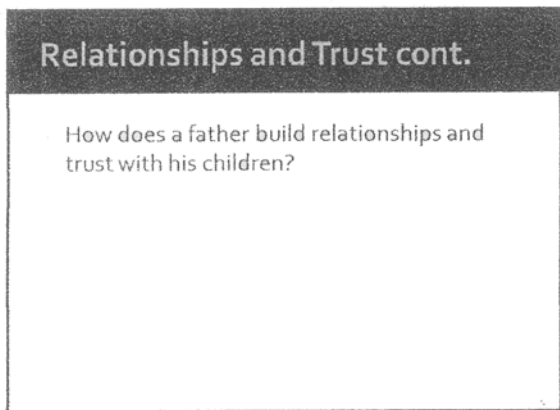 Relationships and Trust cont.
How does a father build relationships and
trust with his children?